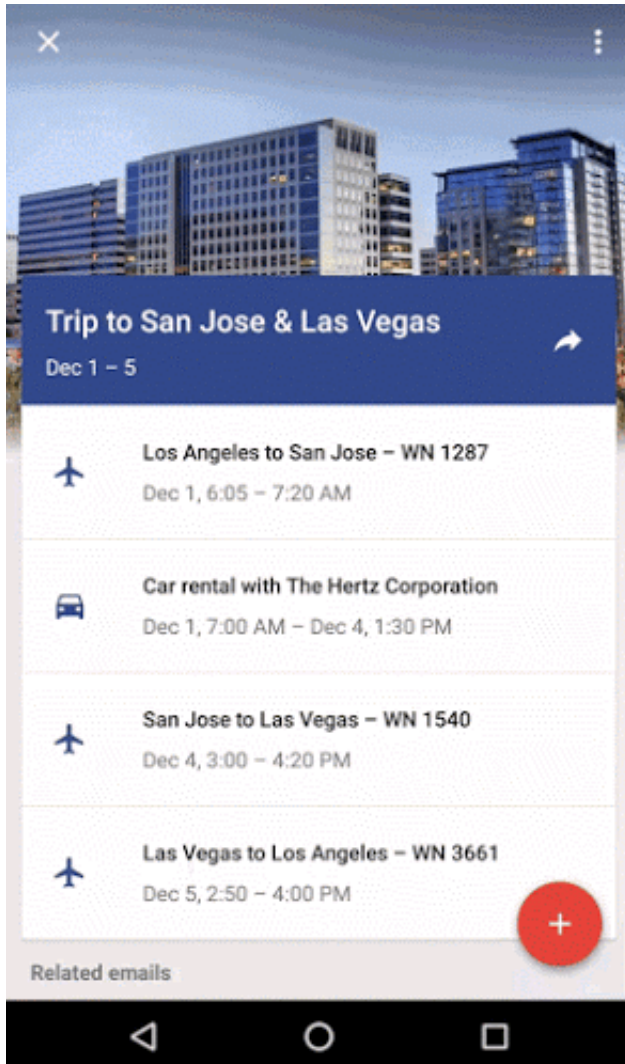 Trip to San Jose & Las Vegas
Dec 1 – 5
Los Angeles to San Jose – WN 1287
Dec 1, 6:05 – 7:20 AM
Car rental with The Hertz Corporation
Dec 1, 7:00 AM – Dec 4, 1:30 PM
San Jose to Las Vegas – WN 1540
Dec 4, 3:00 – 4:20 PM
Las Vegas to Los Angeles – WN 3661
Dec 5, 2:50 – 4:00 PM
Related emails